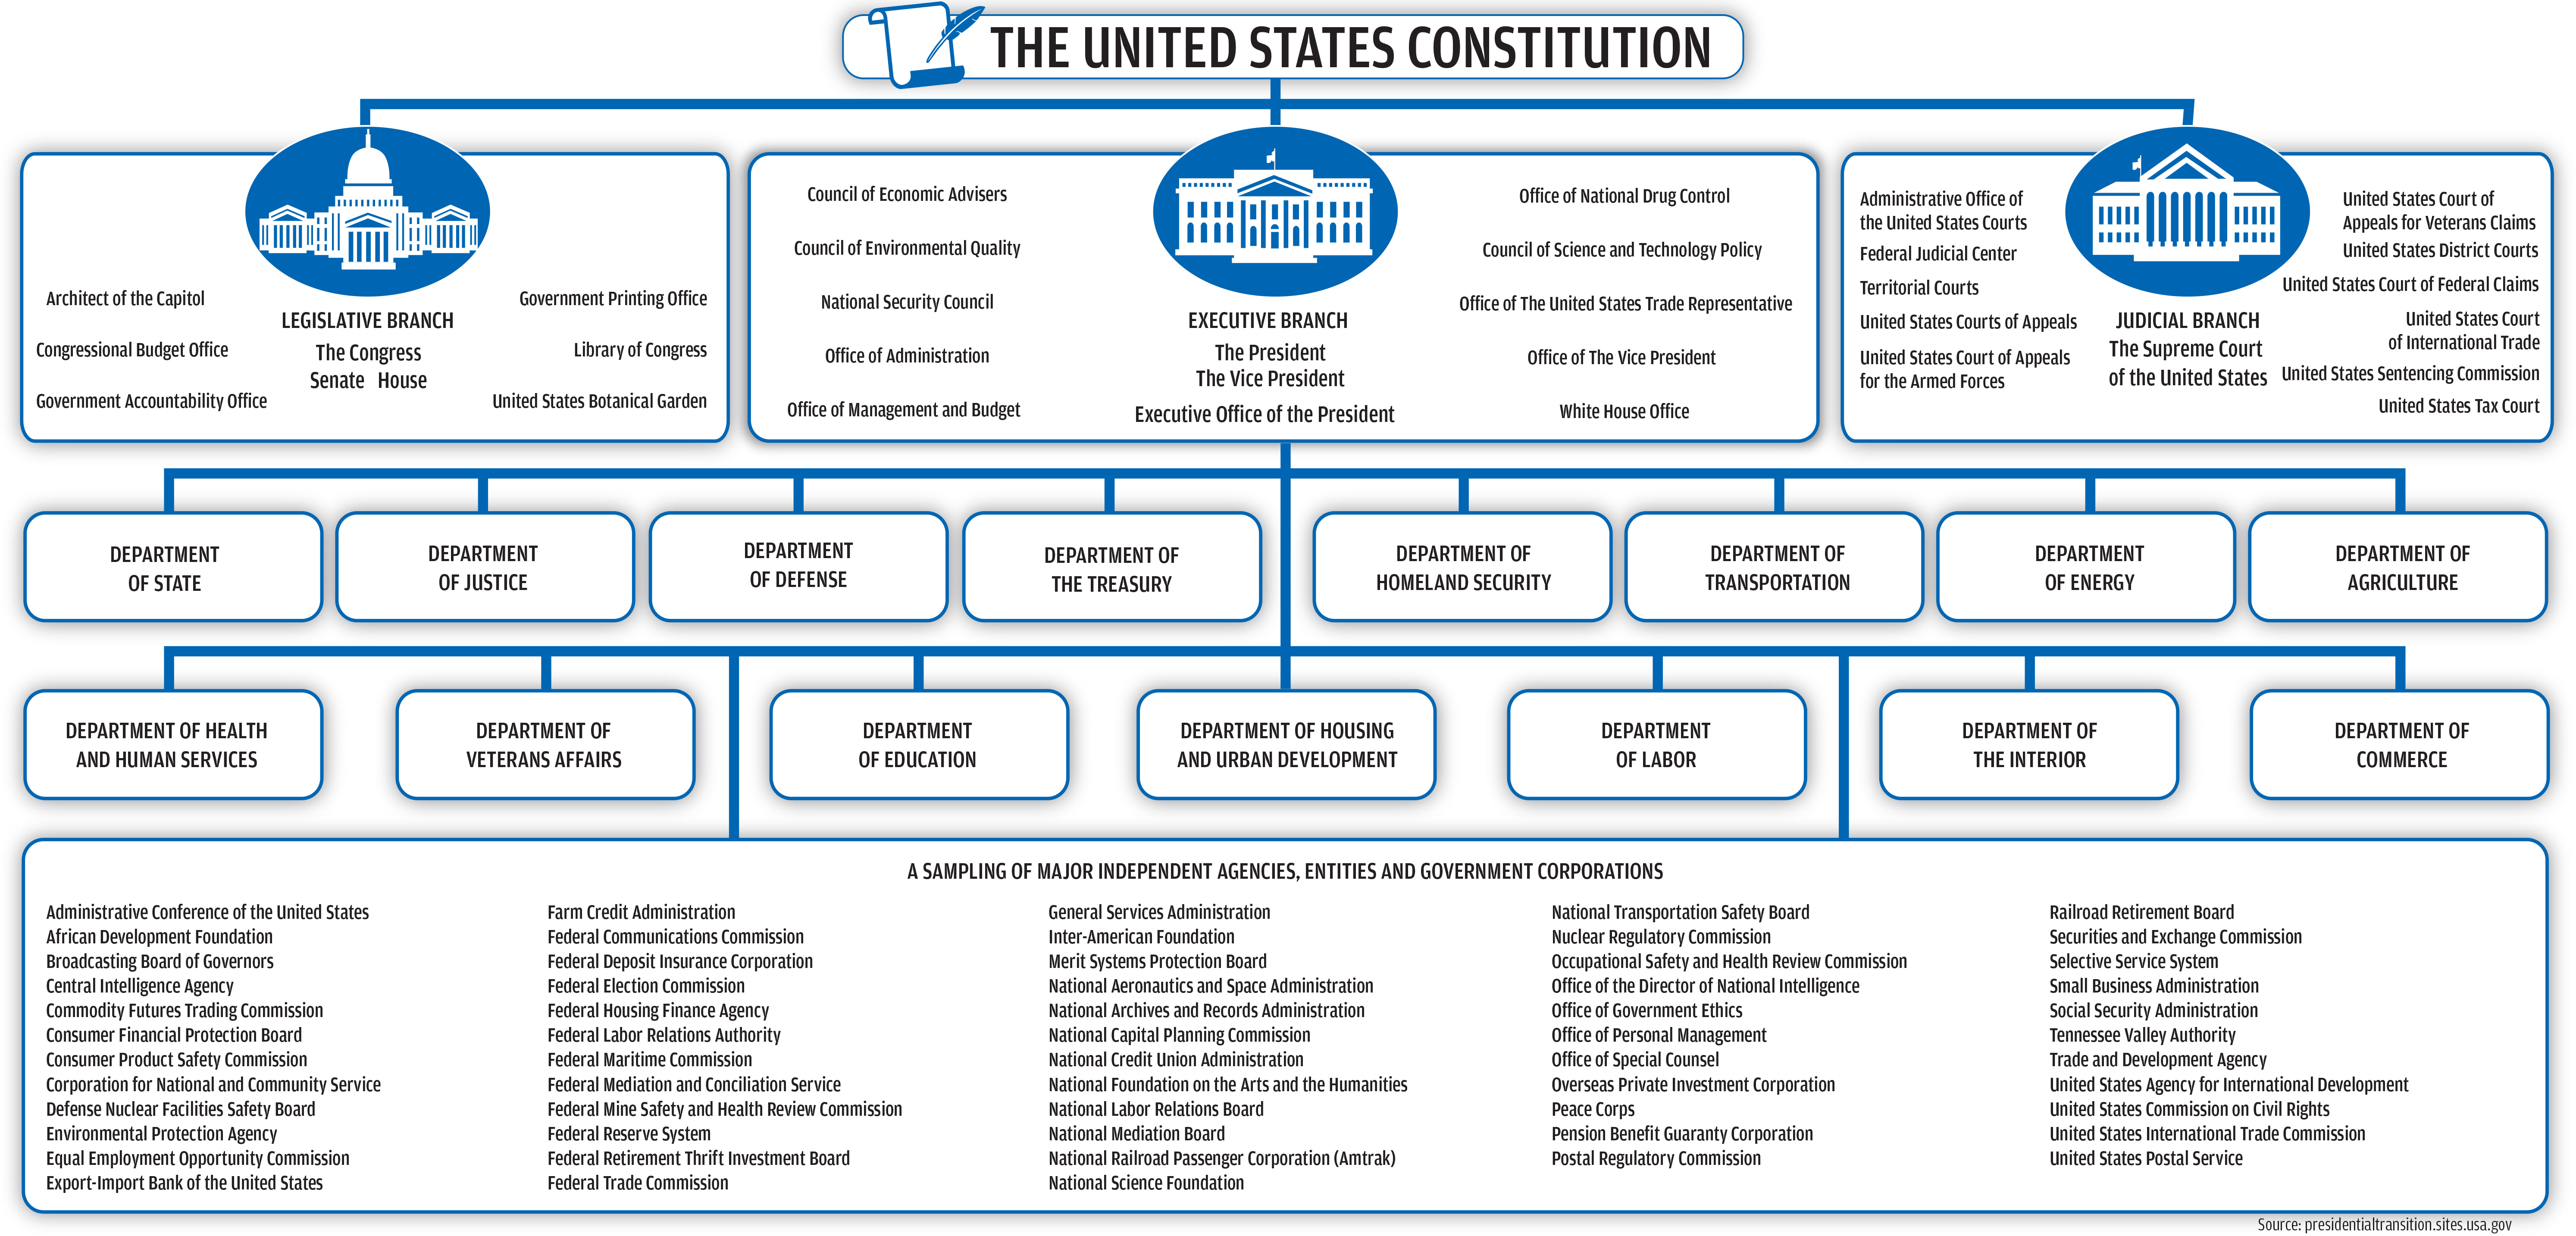 THE UNITED STATES CONSTITUTION
Architect of the Capitol
Congressional Budget Office
Government Accountability Office
LEGISLATIVE BRANCH
The Congress
Senate House
Government Printing Office
Library of Congress
United States Botanical Garden
Council of Economic Advisers
Council of Environmental Quality
National Security Council
Office of Administration
Office of Management and Budget
EXECUTIVE BRANCH
The President
The Vice President
Executive Office of the President
Office of National Drug Control
Council of Science and Technology Policy
Office of The United States Trade Representative
Office of The Vice President
White House Office
Administrative Office of
the United States Courts
Federal Judicial Center
Territorial Courts
United States Courts of Appeals
United States Court of Appeals
for the Armed Forces
JUDICIAL BRANCH
The Supreme Court
of the United States
United States Court of
Appeals for Veterans Claims
United States District Courts
United States Court of Federal Claims
United States Court
of International Trade
United States Sentencing Commission
United States Tax Court
DEPARTMENT
OF STATE
DEPARTMENT
OF JUSTICE
DEPARTMENT
OF DEFENSE
DEPARTMENT OF
THE TREASURY
DEPARTMENT OF
HOMELAND SECURITY
DEPARTMENT OF
TRANSPORTATION
DEPARTMENT
OF ENERGY
DEPARTMENT OF
AGRICULTURE
DEPARTMENT OF HEALTH
AND HUMAN SERVICES
DEPARTMENT OF
VETERANS AFFAIRS
DEPARTMENT
OF EDUCATION
DEPARTMENT OF HOUSING
AND URBAN DEVELOPMENT
DEPARTMENT
OF LABOR
DEPARTMENT OF
THE INTERIOR
DEPARTMENT OF
COMMERCE
A SAMPLING OF MAJOR INDEPENDENT AGENCIES, ENTITIES AND GOVERNMENT CORPORATIONS
Administrative Conference of the United States
African Development Foundation
Broadcasting Board of Governors
Central Intelligence Agency
Commodity Futures Trading Commission
Consumer Financial Protection Board
Consumer Product Safety Commission
Corporation for National and Community Service
Defense Nuclear Facilities Safety Board
Environmental Protection Agency
Equal Employment Opportunity Commission
Export-Import Bank of the United States
Farm Credit Administration
Federal Communications Commission
Federal Deposit Insurance Corporation
Federal Election Commission
Federal Housing Finance Agency
Federal Labor Relations Authority
Federal Maritime Commission
Federal Mediation and Conciliation Service
Federal Mine Safety and Health Review Commission
Federal Reserve System
Federal Retirement Thrift Investment Board
Federal Trade Commission
General Services Administration
Inter-American Foundation
Merit Systems Protection Board
National Aeronautics and Space Administration
National Archives and Records Administration
National Capital Planning Commission
National Credit Union Administration
National Foundation on the Arts and the Humanities
National Labor Relations Board
National Mediation Board
National Railroad Passenger Corporation (Amtrak)
National Science Foundation
National Transportation Safety Board
Nuclear Regulatory Commission
Occupational Safety and Health Review Commission
Office of the Director of National Intelligence
Office of Government Ethics
Office of Personal Management
Office of Special Counsel
Overseas Private Investment Corporation
Peace Corps
Pension Benefit Guaranty Corporation
Postal Regulatory Commission
Railroad Retirement Board
Securities and Exchange Commission
Selective Service System
Small Business Administration
Social Security Administration
Tennessee Valley Authority
Trade and Development Agency
United States Agency for International Development
United States Commission on Civil Rights
United States International Trade Commission
United States Postal Service
Source: presidentialtransition.sites.usa.gov